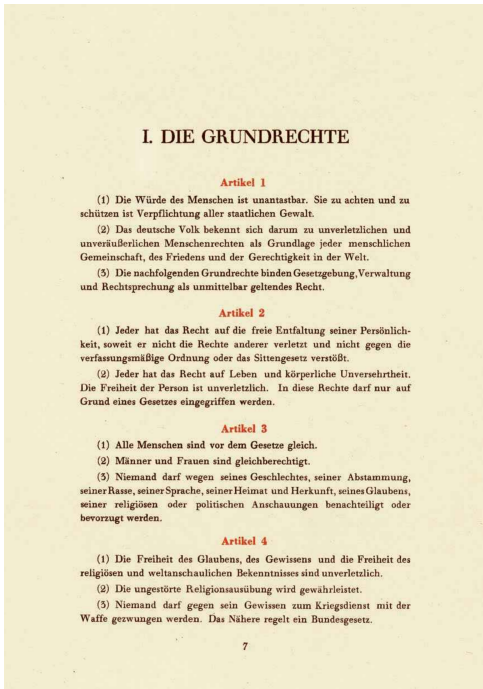 I. DIE GRUNDRECHTE
Artikel 1
(1) Die Würde des Menschen ist unantastbar. Sie zu achten und zu
schützen ist Verpflichtung aller staatlichen Gewalt.
(2) Das deutsche Volk bekennt sich darum zu unverletzlichen und
unveräußerlichen Menschenrechten als Grundlage jeder menschlichen
Gemeinschaft, des Friedens und der Gerechtigkeit in der Welt.
(3) Die nachfolgenden Grundrechte binden Gesetzgebung, Verwaltung
und Rechtsprechung als unmittelbar geltendes Recht.
Artikel 2
(1) Jeder hat das Recht auf die freie Entfaltung seiner Persönlich-
keit, soweit er nicht die Rechte anderer verletzt und nicht gegen die
verfassungsmäßige Ordnung oder das Sittengesetz verstößt.
(2) Jeder hat das Recht auf Leben und körperliche Unversehrtheit.
Die Freiheit der Person ist unverletzlich. In diese Rechte darf nur auf
Grund eines Gesetzes eingegriffen werden.
Artikel 3
(1) Alle Menschen sind vor dem Gesetze gleich.
(2) Männer und Frauen sind gleichberechtigt.
(3) Niemand darf wegen seines Geschlechtes, seiner Abstammung,
seiner Rasse, seiner Sprache, seiner Heimat und Herkunft, seines Glaubens,
seiner religiösen oder politischen Anschauungen benachteiligt oder
bevorzugt werden.
Artikel 4
(1) Die Freiheit des Glaubens, des Gewissens und die Freiheit des
religiösen und weltanschaulichen Bekenntnisses sind unverletzlich.
(2) Die ungestörte Religionsausübung wird gewährleistet.
(3) Niemand darf gegen sein Gewissen zum Kriegsdienst mit der
Waffe gezwungen werden. Das Nähere regelt ein Bundesgesetz.
7